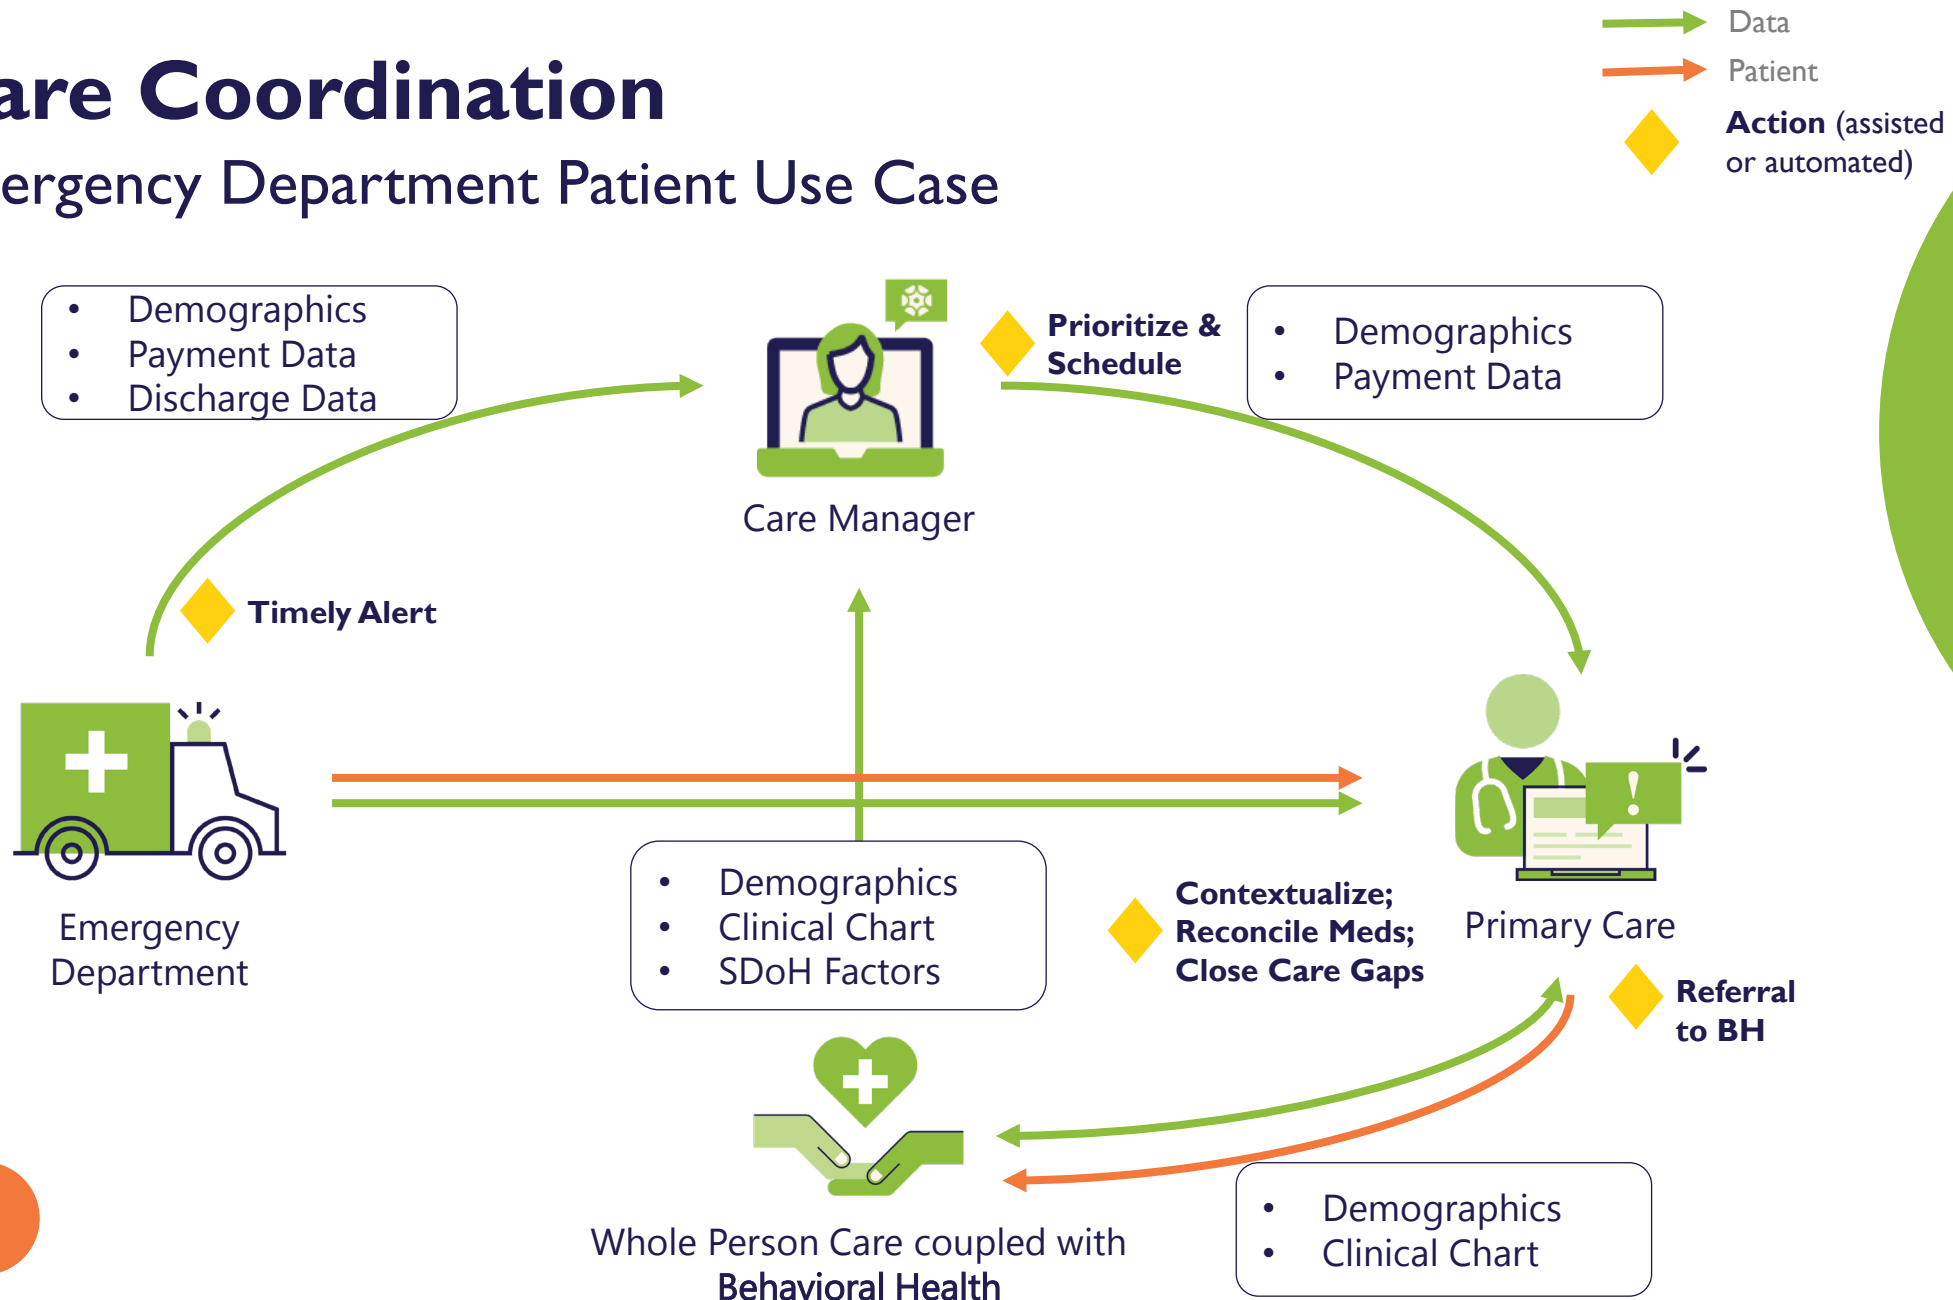 are Coordination
ergency Department Patient Use Case
Data
Patient
Action (assisted
or automated)
• Demographics
• Payment Data
• Discharge Data
Prioritize &
Schedule
• Demographics
• Payment Data
Care Manager
Timely Alert
Emergency
Department
• Demographics
• Clinical Chart
• SDoH Factors
Contextualize;
Reconcile Meds;
Close Care Gaps
!
Primary Care
Referral
to BH
Whole Person Care coupled with
Behavioral Health
• Demographics
• Clinical Chart